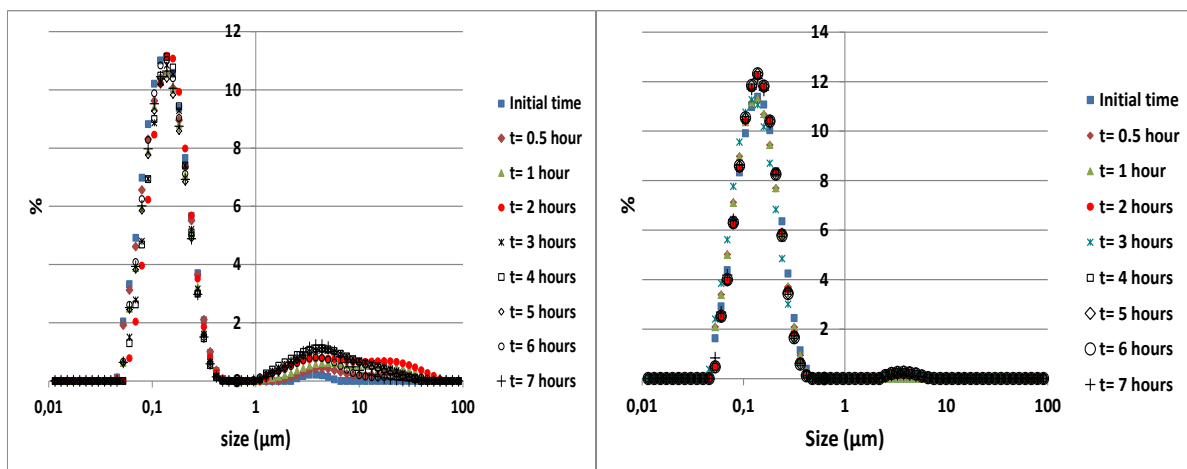 12
10
8
6
4
2
0
%
0,01 0,1 1 10 100
size (µm)
Initial time
t= 0.5 hour
t= 1 hour
t= 2 hours
t= 3 hours
t= 4 hours
t= 5 hours
t= 6 hours
t= 7 hours
14
12
10
8
6
4
2
0
%
0,01 0,1 1 10 100
Size (µm)
Initial time
t= 0.5 hour
t= 1 hour
t= 2 hours
t= 3 hours
t= 4 hours
t= 5 hours
t= 6 hours
t= 7 hours